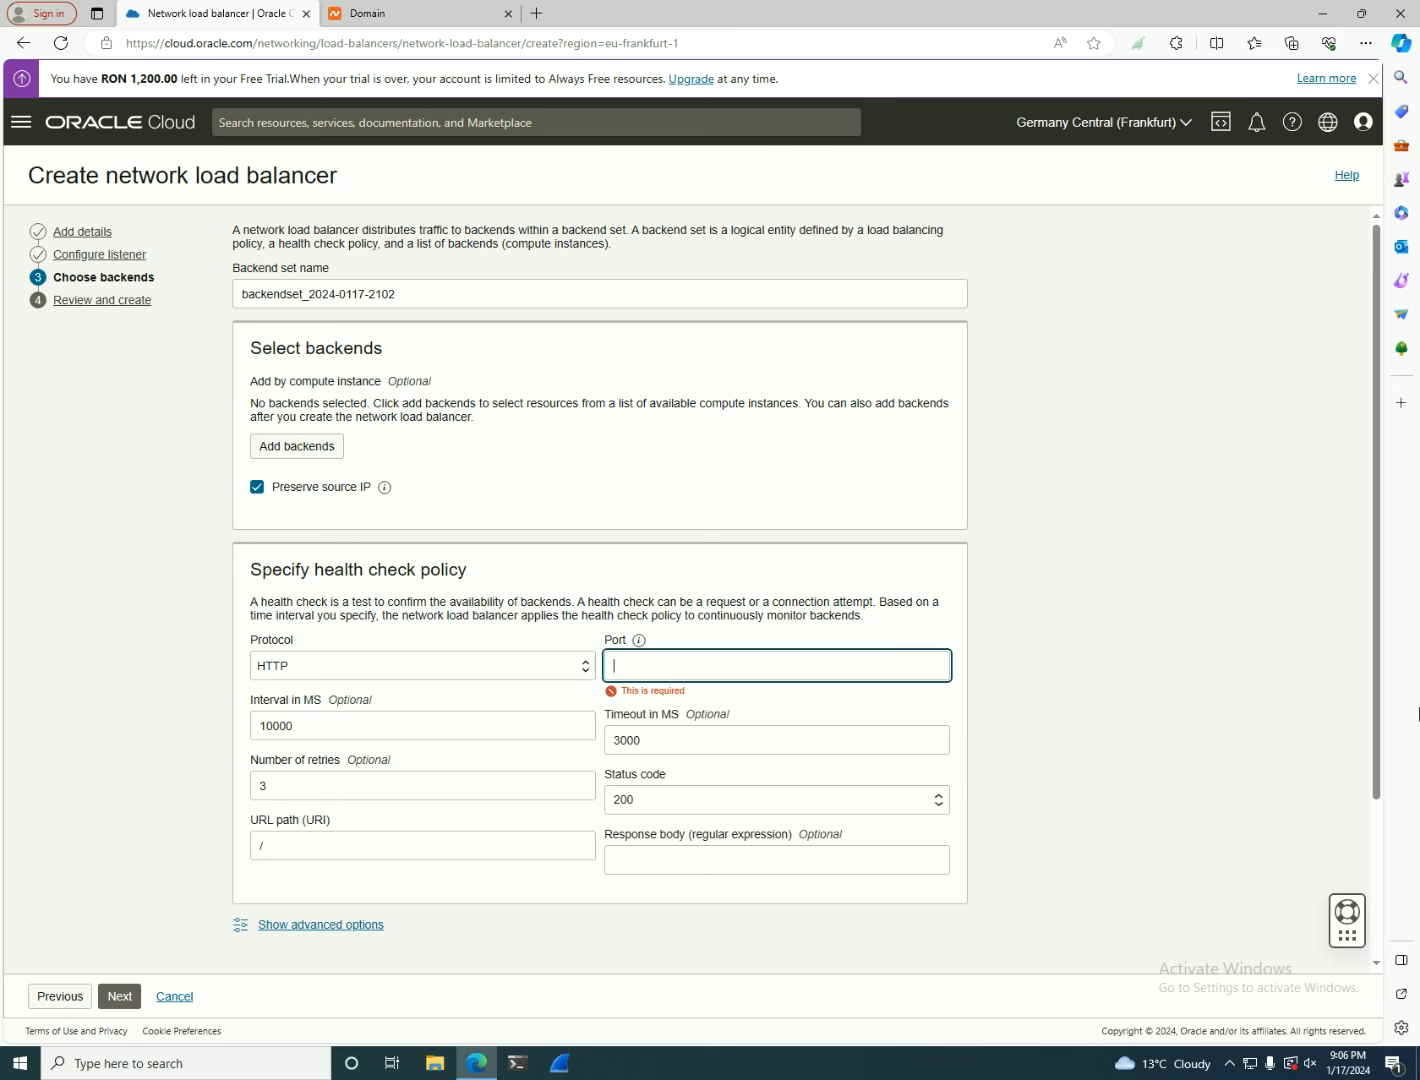 Sign in
Network load balancer | Oracle C
Domain
https://cloud.oracle.com/networking/load-balancers/network-load-balancer/create?region=eu-frankfurt-1
You have RON 1,200.00 left in your Free Trial.When your trial is over, your account is limited to Always Free resources. Upgrade at any time.
Learn more
ORACLE Cloud
Search resources, services, documentation, and Marketplace
Germany Central (Frankfurt)
Create network load balancer
Help
Add details
Configure listener
3 Choose backends
4 Review and create
A network load balancer distributes traffic to backends within a backend set. A backend set is a logical entity defined by a load balancing
policy, a health check policy, and a list of backends (compute instances).
Backend set name
backendset_2024-0117-2102
Select backends
Add by compute instance Optional
No backends selected. Click add backends to select resources from a list of available compute instances. You can also add backends
after you create the network load balancer.
Add backends
Preserve source IP
Specify health check policy
A health check is a test to confirm the availability of backends. A health check can be a request or a connection attempt. Based on a
time interval you specify, the network load balancer applies the health check policy to continuously monitor backends.
Protocol
HTTP
Port
This is required
Interval in MS Optional
10000
Timeout in MS Optional
3000
Number of retries Optional
3
Status code
200
URL path (URI)
/
Response body (regular expression) Optional
Show advanced options
Activate Windows
Go to Settings to activate Windows.
Previous
Next
Cancel
Terms of Use and Privacy
Cookie Preferences
Copyright © 2024, Oracle and/or its affiliates. All rights reserved.
Type here to search
13°C Cloudy
9:06 PM
1/17/2024
1